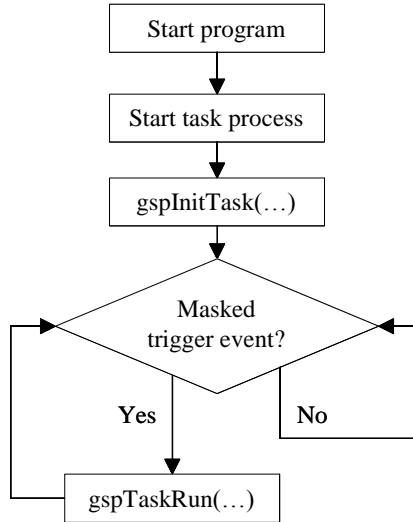 Start program
Start task process
gspInitTask(…)
Masked
trigger event?
Yes
No
gspTaskRun(…)